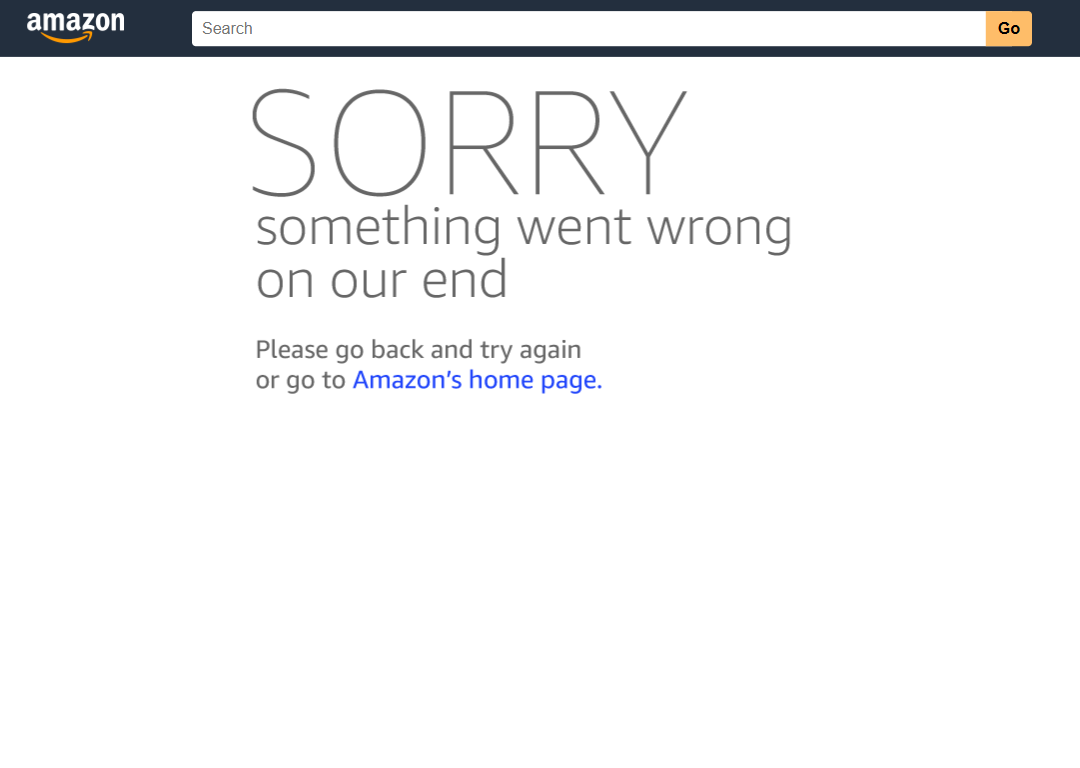 amazon
Search
Go
SORRY
something went wrong
on our end
Please go back and try again
or go to Amazon’s home page.